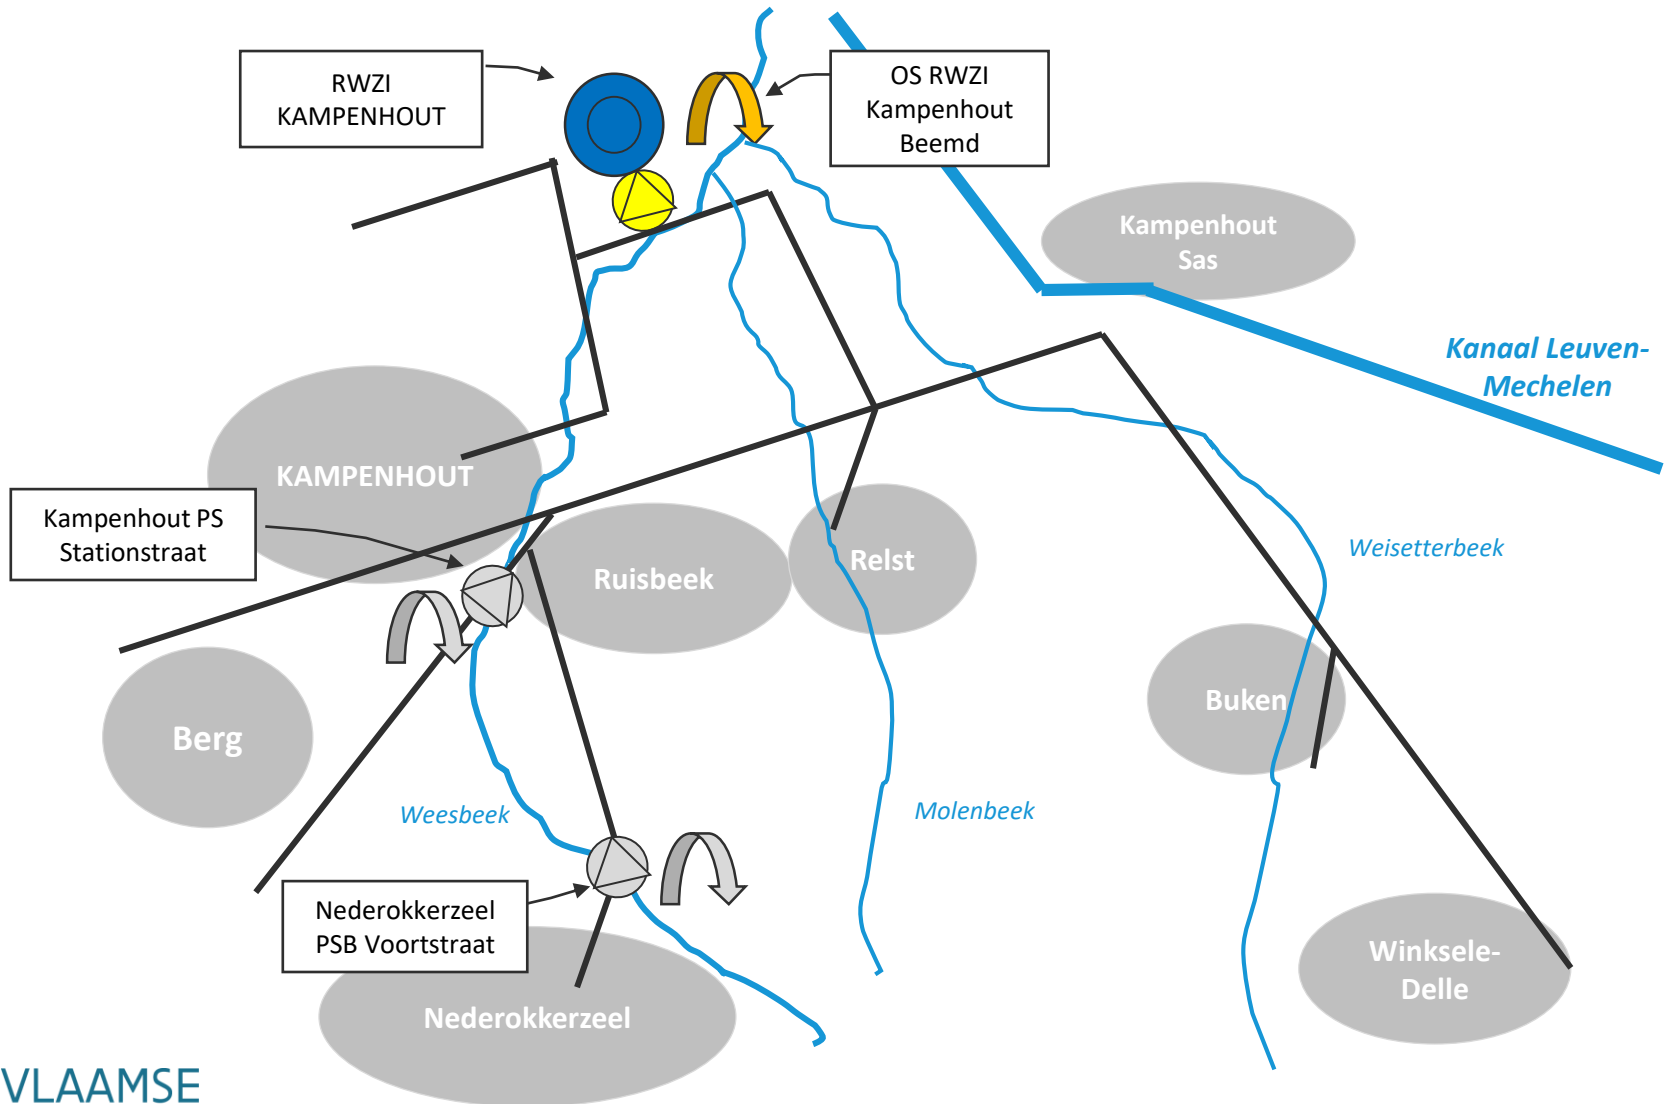 RWZI
KAMPENHOUT
OS RWZI
Kampenhout
Beemd
Kampenhout
Sas
Kanaal Leuven-
Mechelen
KAMPENHOUT
Kampenhout PS
Stationstraat
Ruisbeek
Relst
Weisetterbeek
Buken
Berg
Weesbeek
Molenbeek
Nederokkerzeel
PSB Voortstraat
Winksele-
Delle
Nederokkerzeel
VLAAMSE